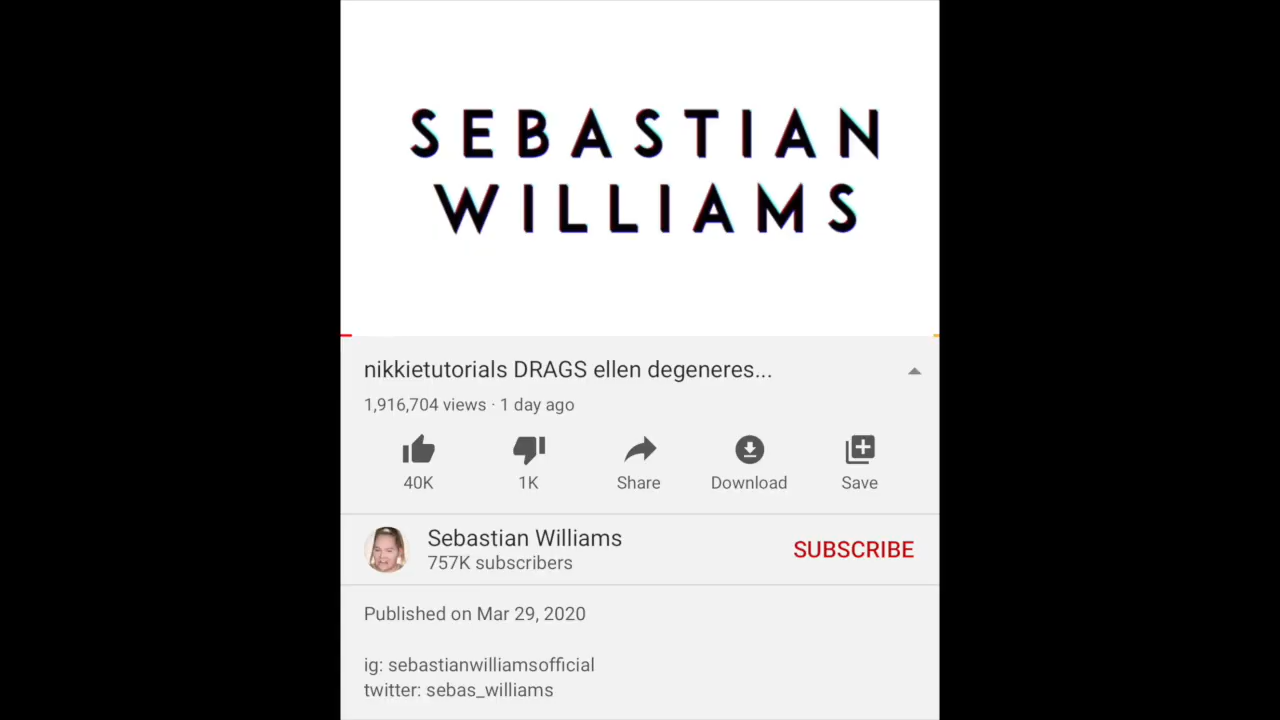 SEBASTIAN
WILLIAMS
nikkietutorials DRAGS ellen degeneres...
1,916,704 views · 1 day ago
40K
1K
Share
Download
Save
Sebastian Williams
757K subscribers
SUBSCRIBE
Published on Mar 29, 2020
ig: sebastianwilliamsofficial
twitter: sebas_williams